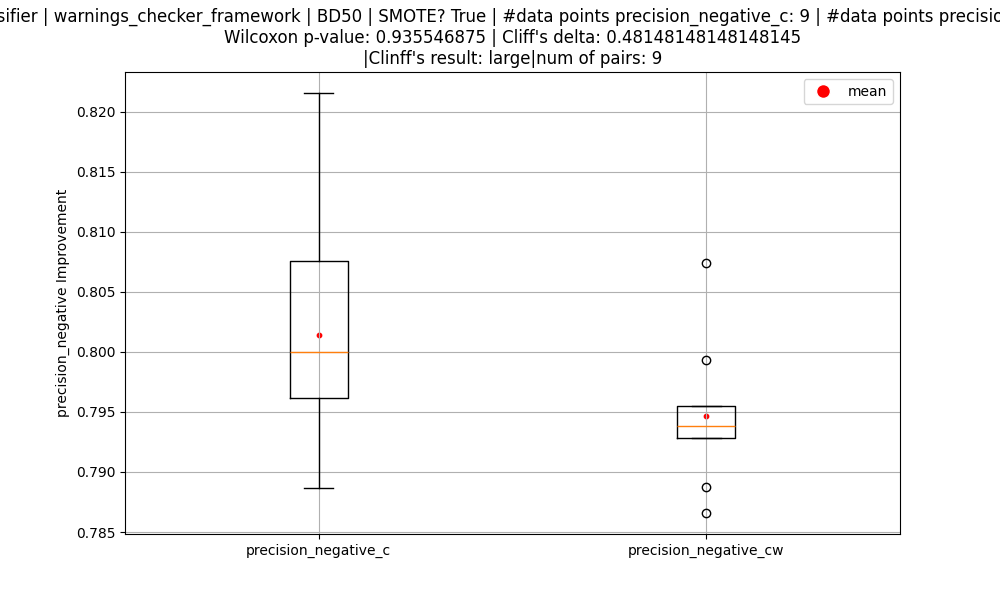 | warnings_checker_framework | BD50 | SMOTE? True | #data points precision_negative_c: 9 | #data points
Wilcoxon p-value: 0.935546875 | Cliff's delta: 0.48148148148148145
|Clinff's result: large|num of pairs: 9
mean
0.820
0.815
0.810
0.805
0.800
0.795
0.790
0.785
precision_negative Improvement
precision_negative_c
precision_negative_cw